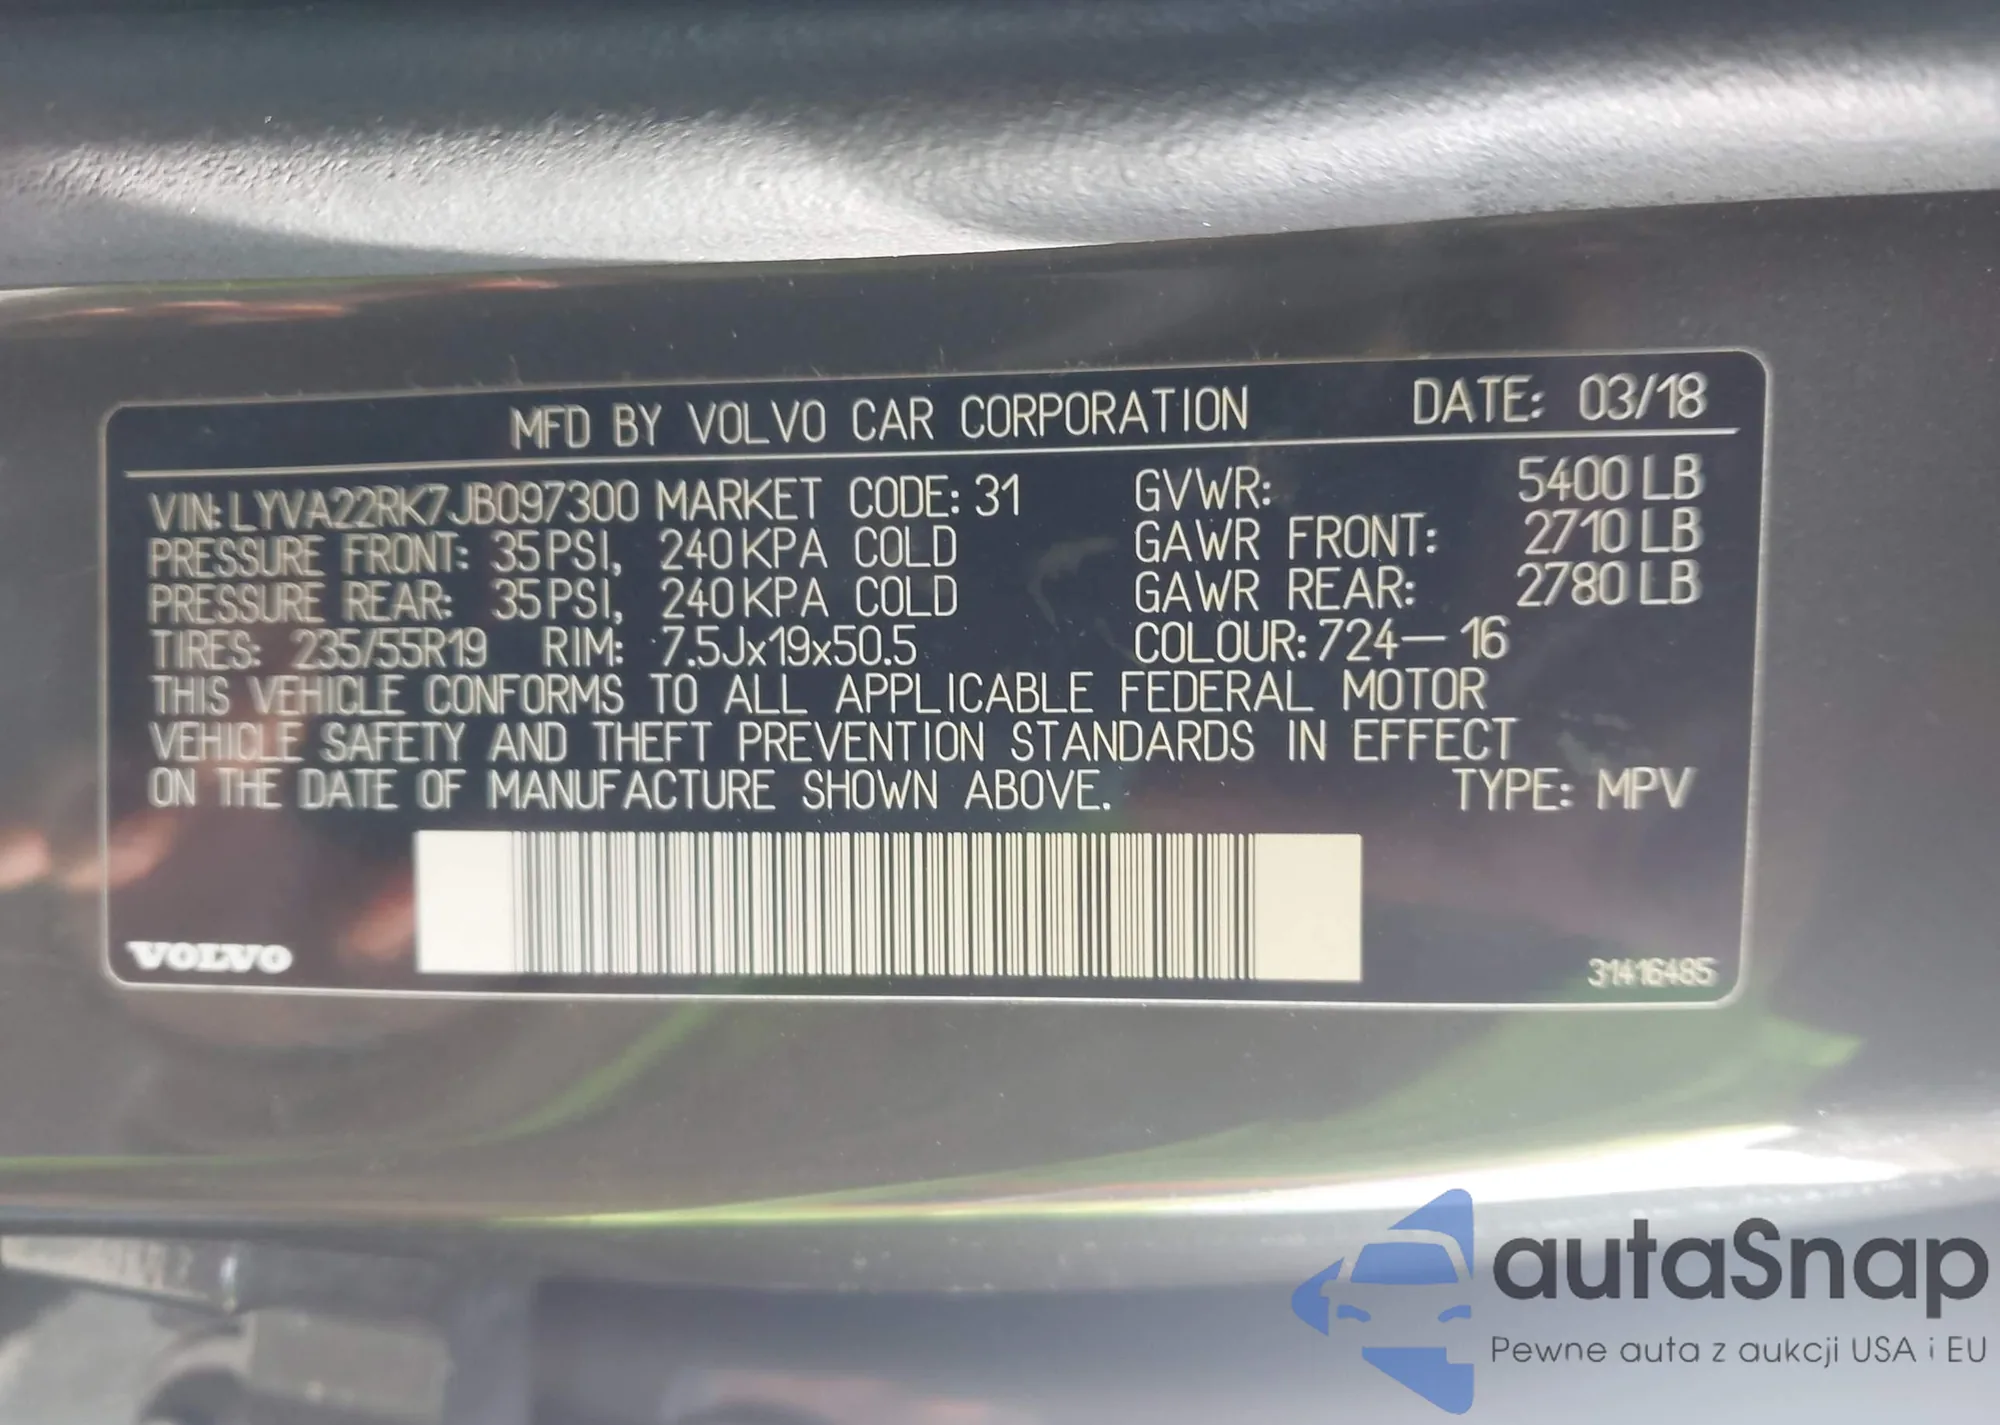 MFD BY VOLVO CAR CORPORATION DATE: 03/18
VIN: LYVA22RK7JB097300 MARKET CODE: 31 GVWR: 5400 LB
PRESSURE FRONT: 35 PSI, 240 KPA COLD GAWR FRONT: 2710 LB
PRESSURE REAR: 35 PSI, 240 KPA COLD GAWR REAR: 2780 LB
TIRES: 235/55R19 RIM: 7.5Jx19x50.5 COLOUR: 724-16
THIS VEHICLE CONFORMS TO ALL APPLICABLE FEDERAL MOTOR
VEHICLE SAFETY AND THEFT PREVENTION STANDARDS IN EFFECT
ON THE DATE OF MANUFACTURE SHOWN ABOVE. TYPE: MPV
VOLVO
31416485
autaSnap
Pewne auta z aukcji USA i EU